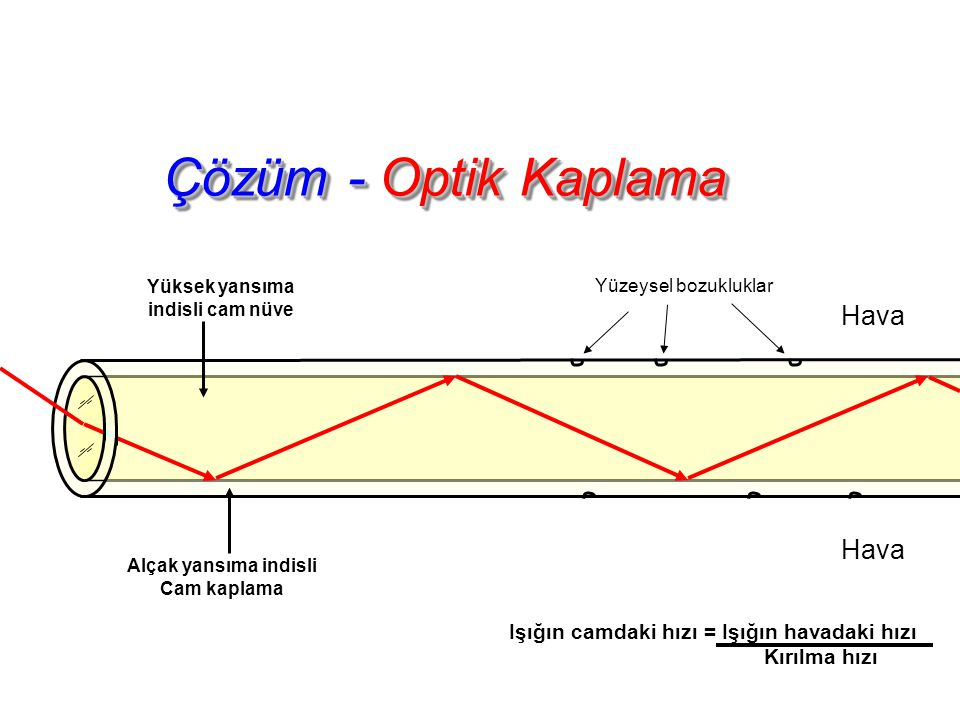 Çözüm - Optik Kaplama
Yüksek yansıma
indisli cam nüve
Yüzeysel bozukluklar
Hava
Hava
Alçak yansıma indisli
Cam kaplama
Işığın camdaki hızı = Işığın havadaki hızı
Kırılma hızı